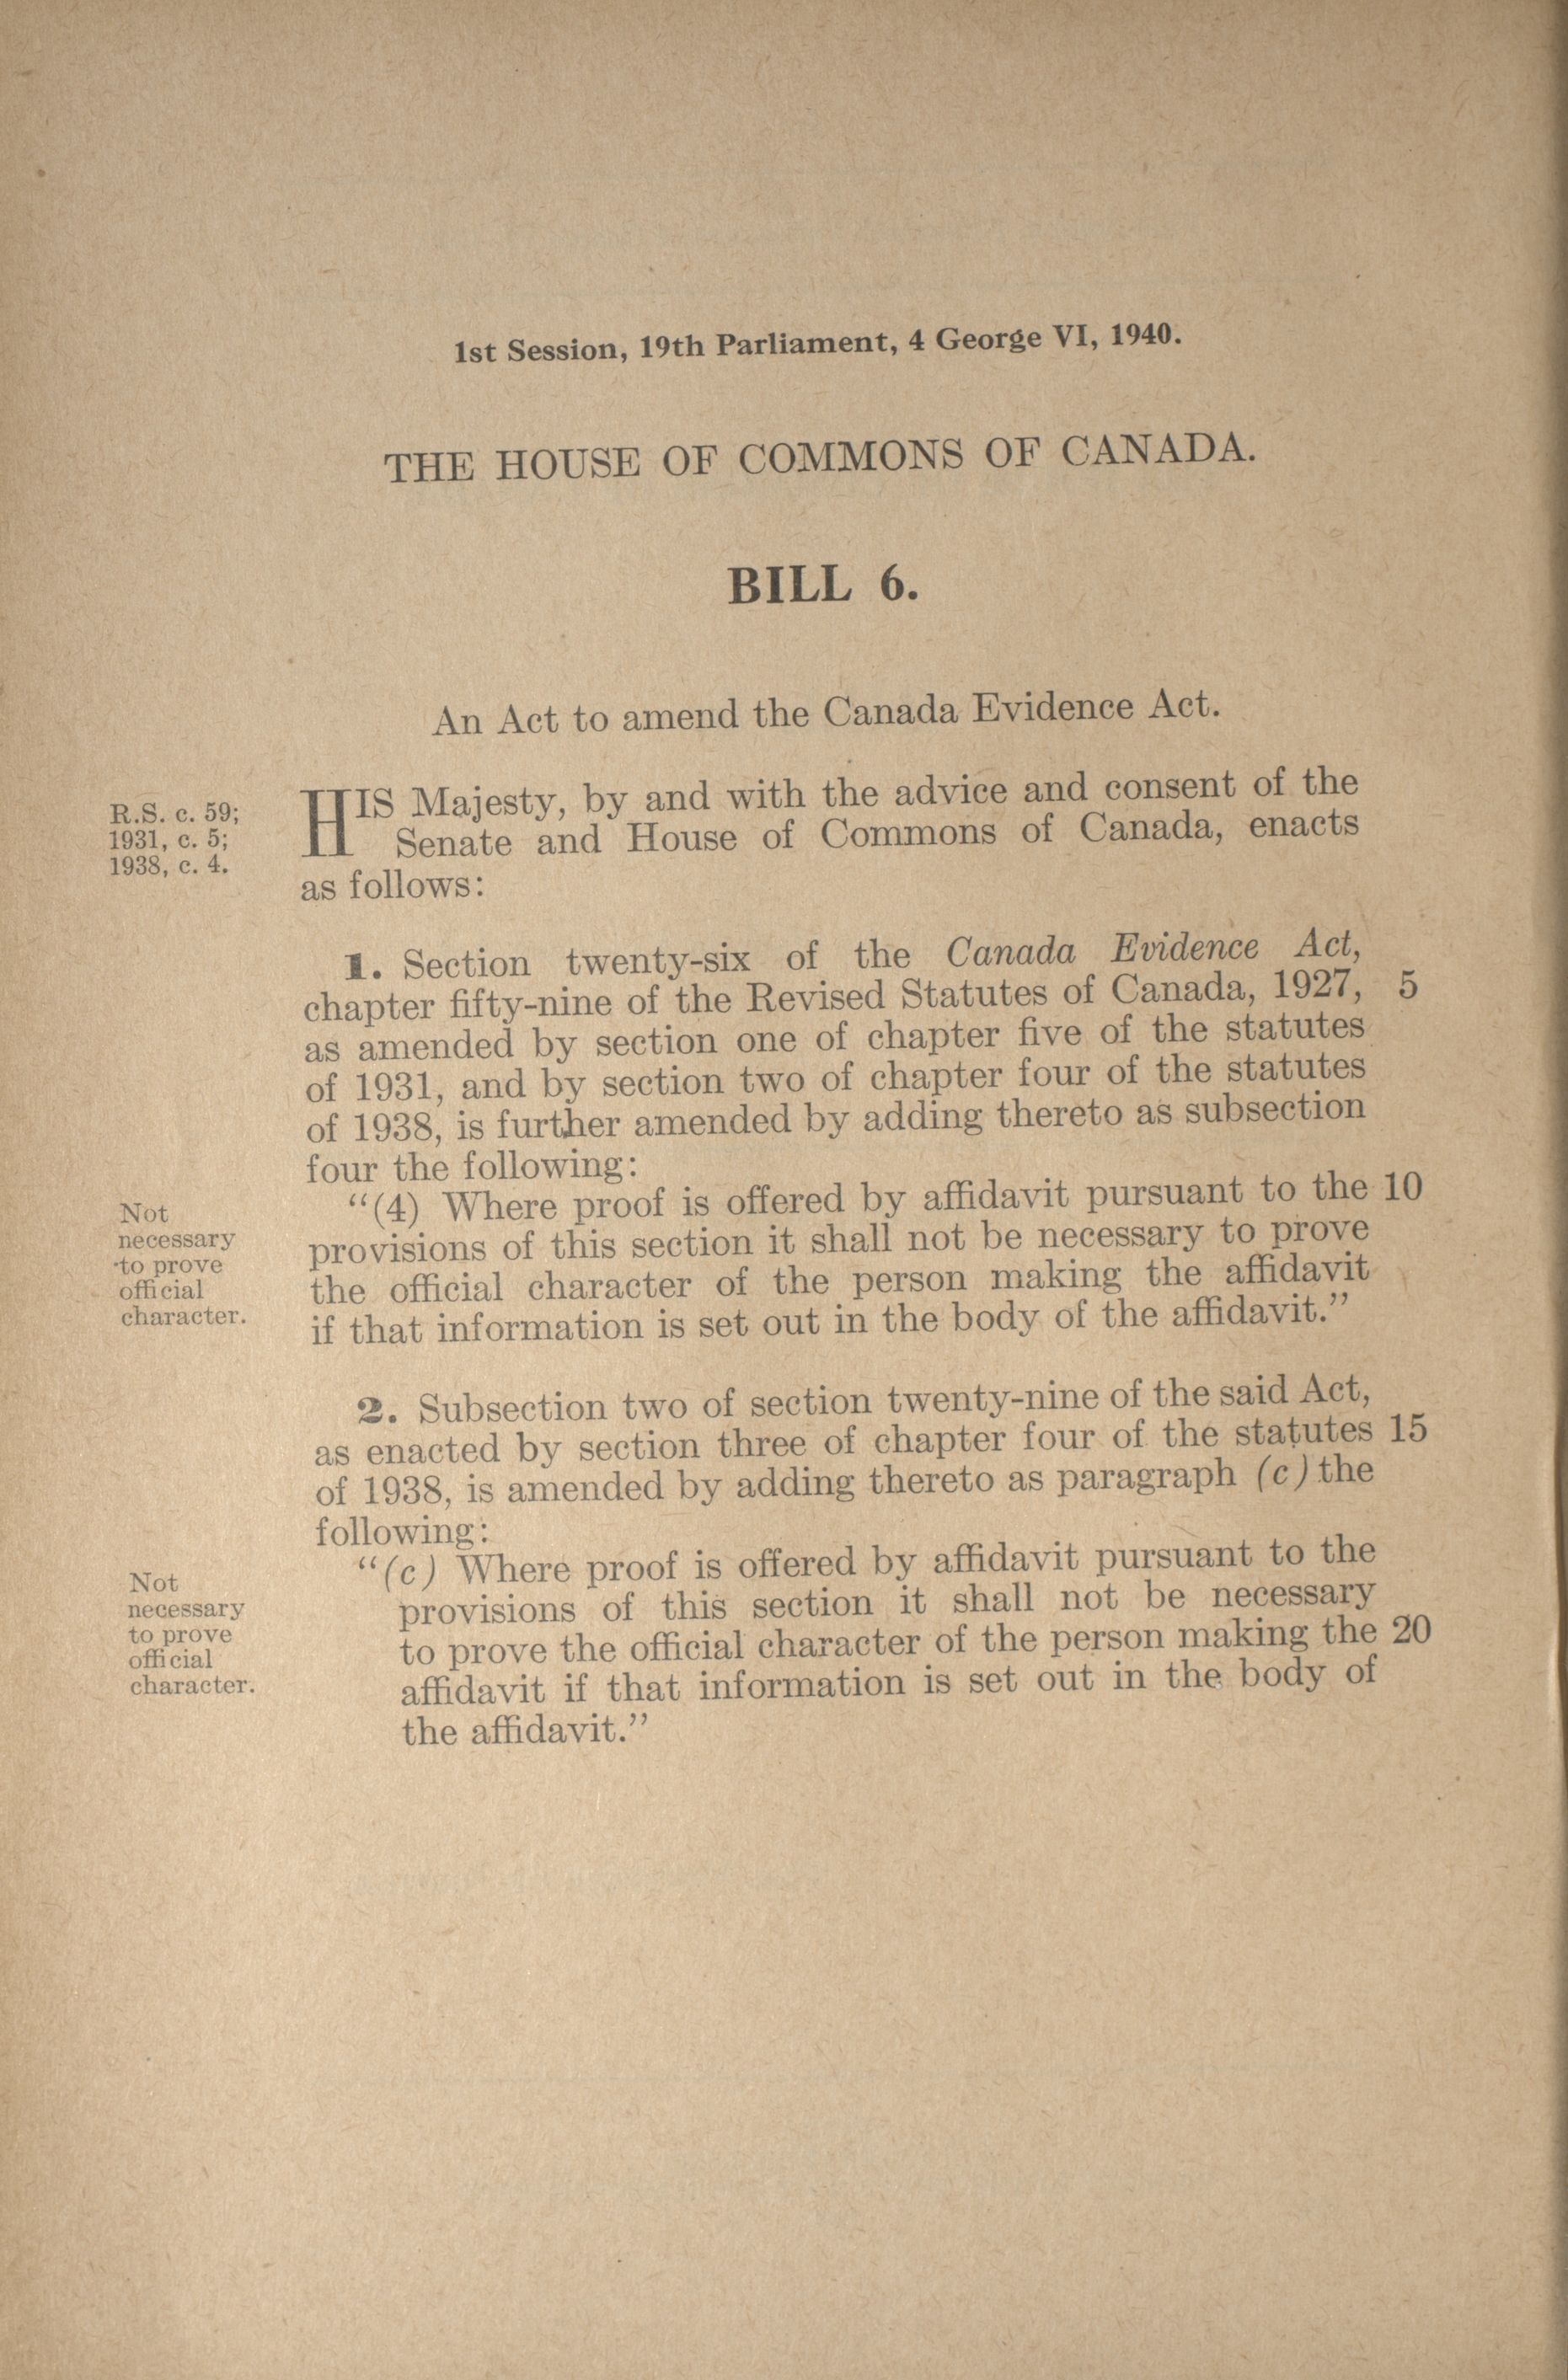 1st Session, 19th Parliament, 4 George VI, 1940.
THE HOUSE OF COMMONS OF CANADA.
BILL 6.
An Act to amend the Canada Evidence Act.
R.S. c. 59;
1931, c. 5;
1938, c. 4.
HIS Majesty, by and with the advice and consent of the
Senate and House of Commons of Canada, enacts
as follows:
1. Section twenty-six of the Canada Evidence Act,
chapter fifty-nine of the Revised Statutes of Canada, 1927, 5
as amended by section one of chapter five of the statutes
of 1931, and by section two of chapter four of the statutes
of 1938, is further amended by adding thereto as subsection
four the following:
Not
necessary
to prove
official
character.
“(4) Where proof is offered by affidavit pursuant to the 10
provisions of this section it shall not be necessary to prove
the official character of the person making the affidavit
if that information is set out in the body of the affidavit.”
2. Subsection two of section twenty-nine of the said Act,
as enacted by section three of chapter four of the statutes 15
of 1938, is amended by adding thereto as paragraph (c) the
following:
Not
necessary
to prove
official
character.
“(c) Where proof is offered by affidavit pursuant to the
provisions of this section it shall not be necessary
to prove the official character of the person making the 20
affidavit if that information is set out in the body of
the affidavit.”